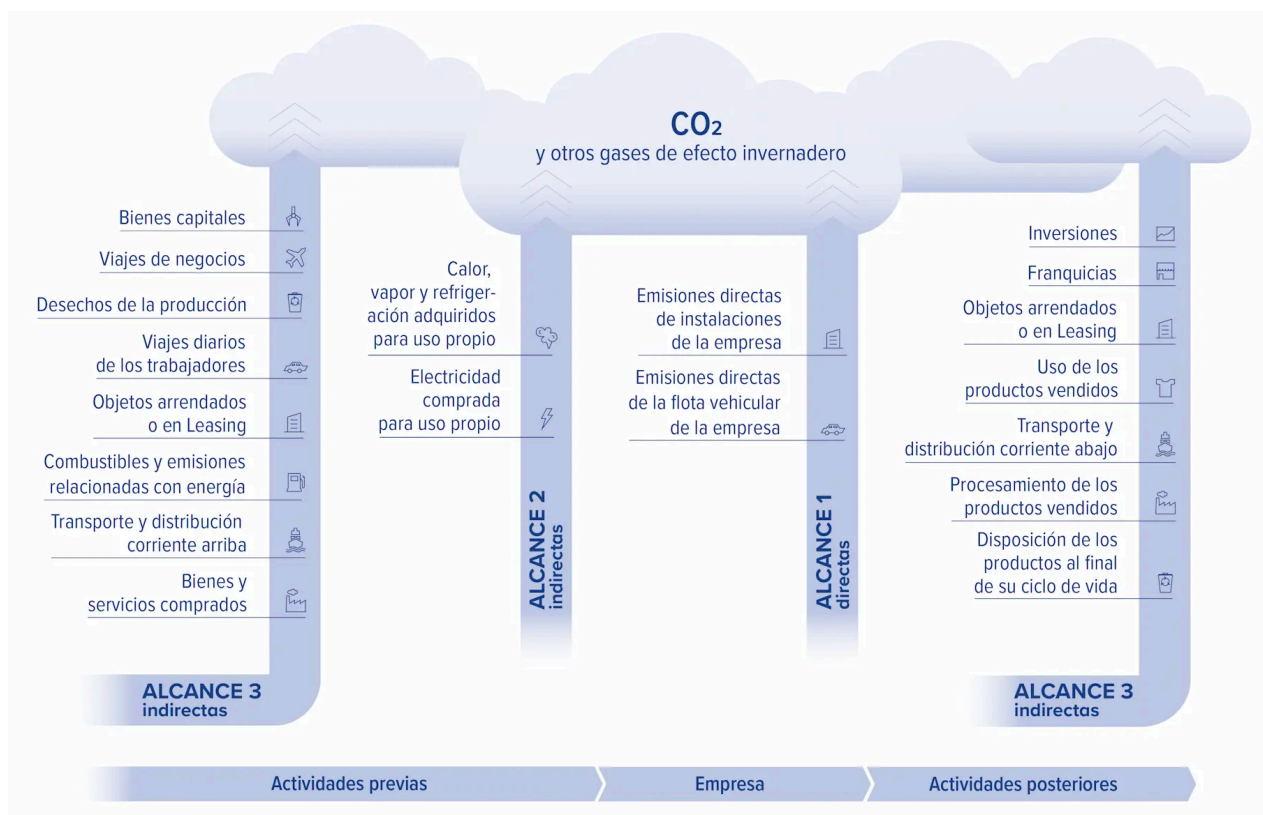 CO2
y otros gases de efecto invernadero
Bienes capitales
Viajes de negocios
Desechos de la producción
Viajes diarios
de los trabajadores
Objetos arrendados
o en Leasing
Combustibles y emisiones
relacionadas con energía
Transporte y distribución
corriente arriba
Bienes y
servicios comprados
ALCANCE 3
indirectas
Calor,
vapor y refriger-
ación adquiridos
para uso propio
Electricidad
comprada
para uso propio
ALCANCE 2
indirectas
Emisiones directas
de instalaciones
de la empresa
Emisiones directas
de la flota vehicular
de la empresa
ALCANCE 1
directas
Inversiones
Franquicias
Objetos arrendados
o en Leasing
Uso de los
productos vendidos
Transporte y
distribución corriente abajo
Procesamiento de los
productos vendidos
Disposición de los
productos al final
de su ciclo de vida
ALCANCE 3
indirectas
Actividades previas
Empresa
Actividades posteriores